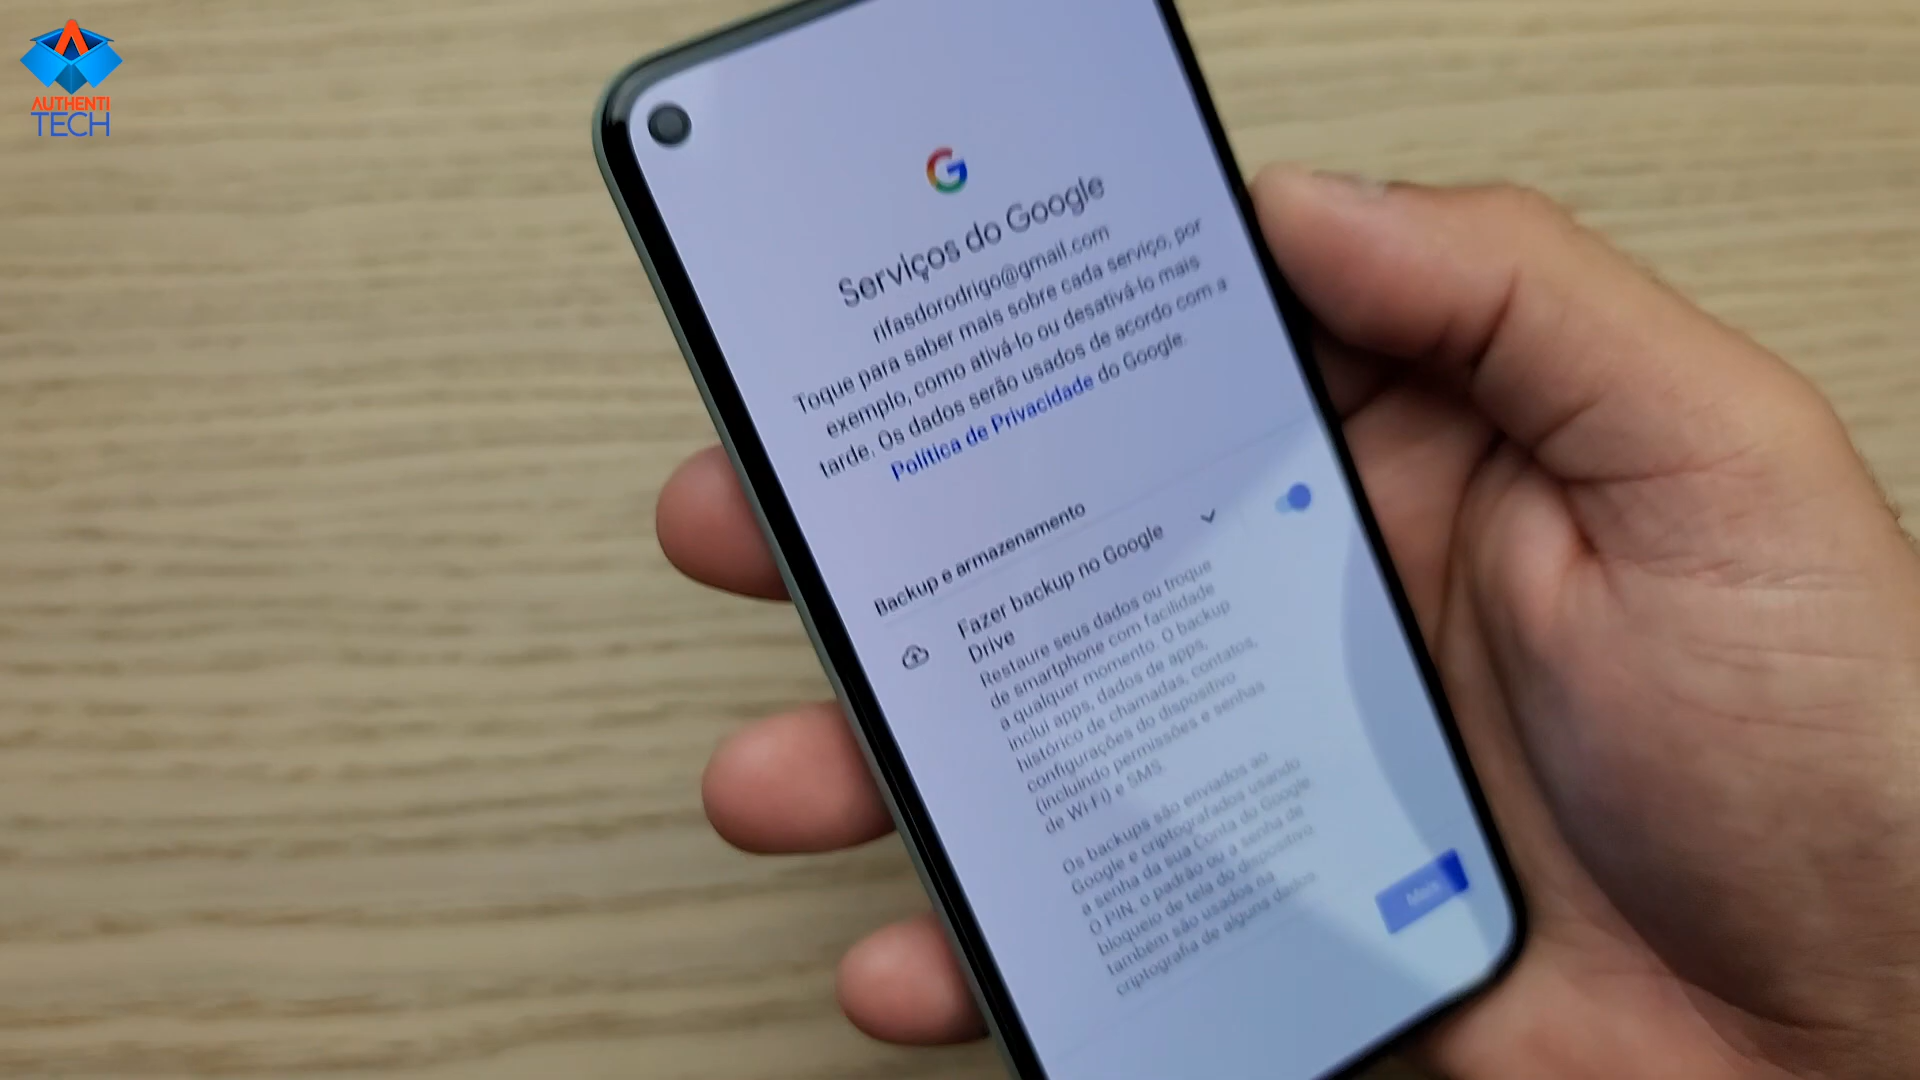 AUTHENTI
TECH
G
Serviços do Google
rifasdorodrigo@gmail.com
Toque para saber mais sobre cada serviço, por
exemplo, como ativá-lo ou desativá-lo mais
tarde. Os dados serão usados de acordo com a
Política de Privacidade do Google.
Backup e armazenamento
Fazer backup no Google
Drive
Restaure seus dados ou troque
de smartphone com facilidade
a qualquer momento. O backup
inclui apps, dados de apps,
histórico de chamadas, contatos,
configurações do dispositivo
(incluindo permissões e senhas
de Wi-Fi) e SMS.
Os backups são enviados ao
Google e criptografados usando
a senha da sua Conta do Google
O PIN, o padrão ou a senha de
bloqueio de tela do dispositivo
também são usados na
criptografia de alguns dados
Mais